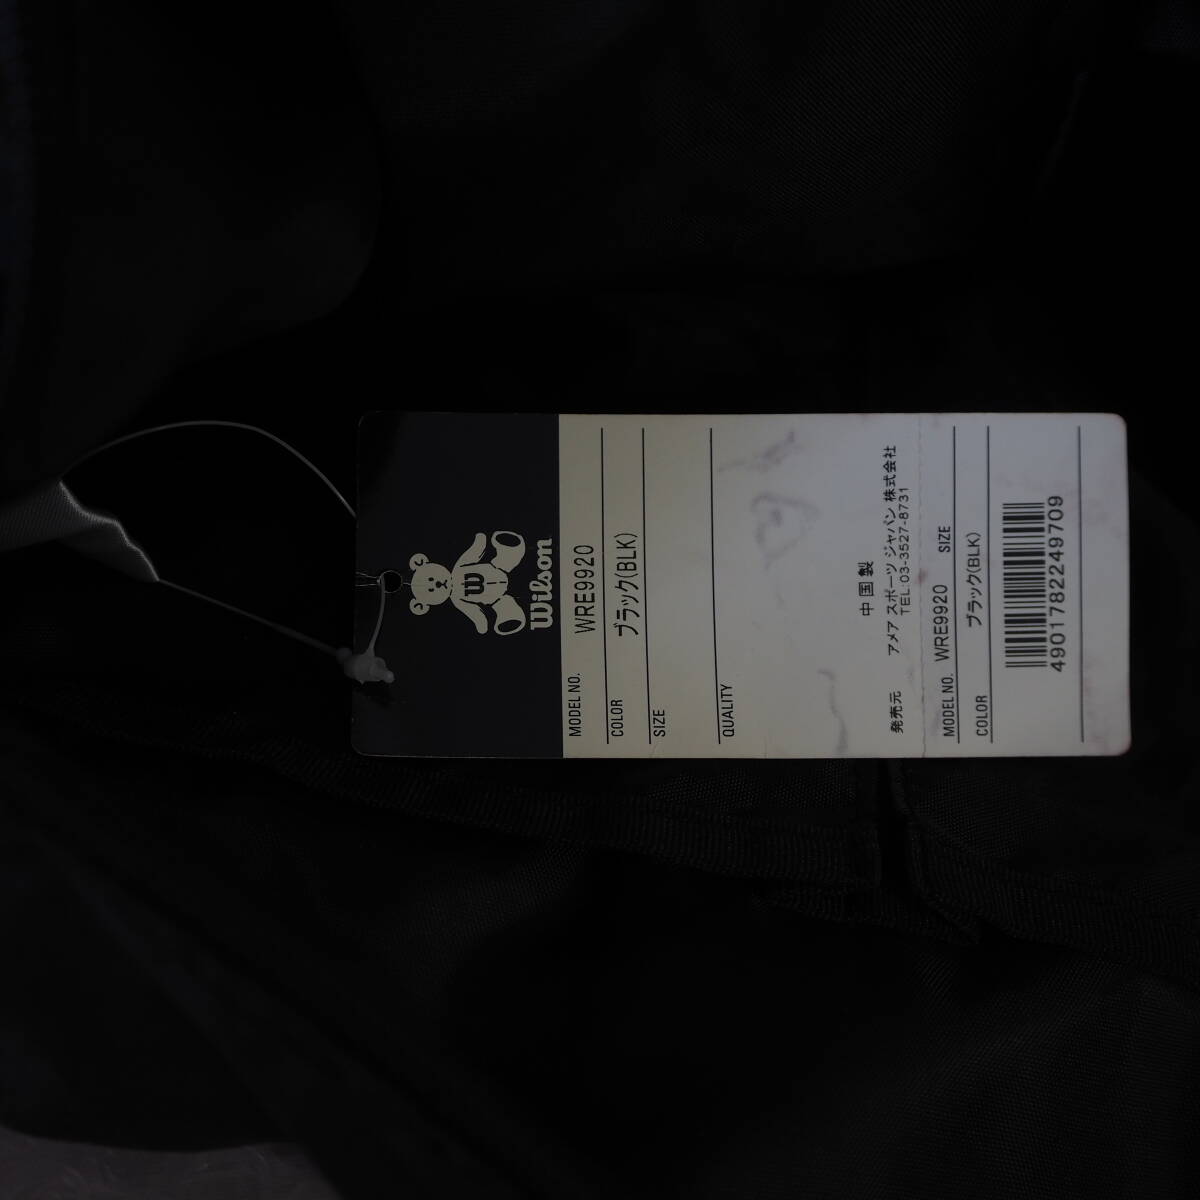 W
Wilson
MODEL NO. WRE9920
COLOR ブラック(BLK)
SIZE
QUALITY
中国製
発売元 アメア スポーツ ジャパン 株式会社
TEL:03-3527-8731
MODEL NO. WRE9920 SIZE
COLOR ブラック(BLK)
4901782249709